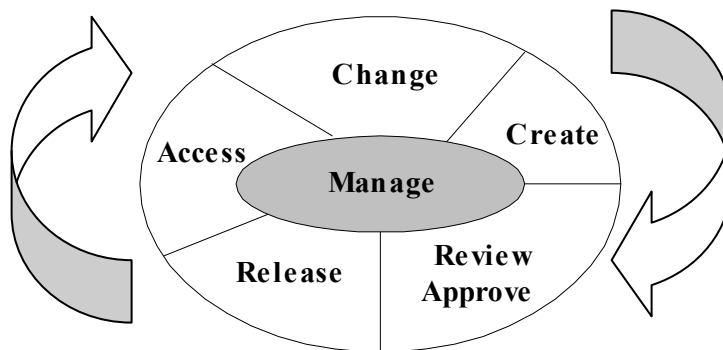 Change
Access
Create
Manage
Release
Review
Approve